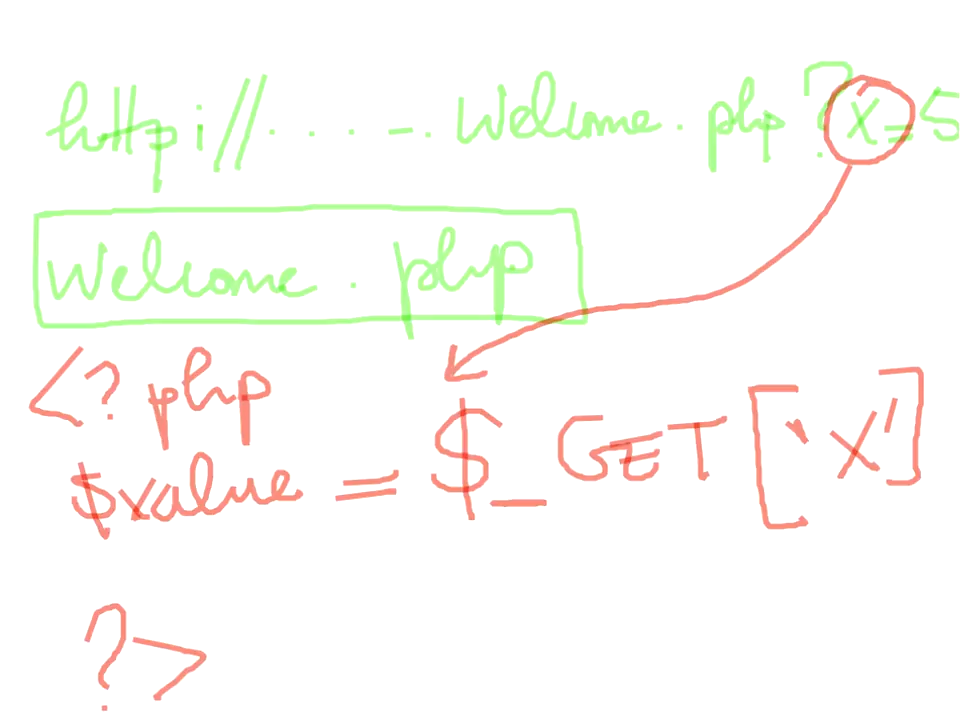 http://.....-. Welcome.php?x=5
Welcome.php
<?php
$value = $_GET['x']
?>